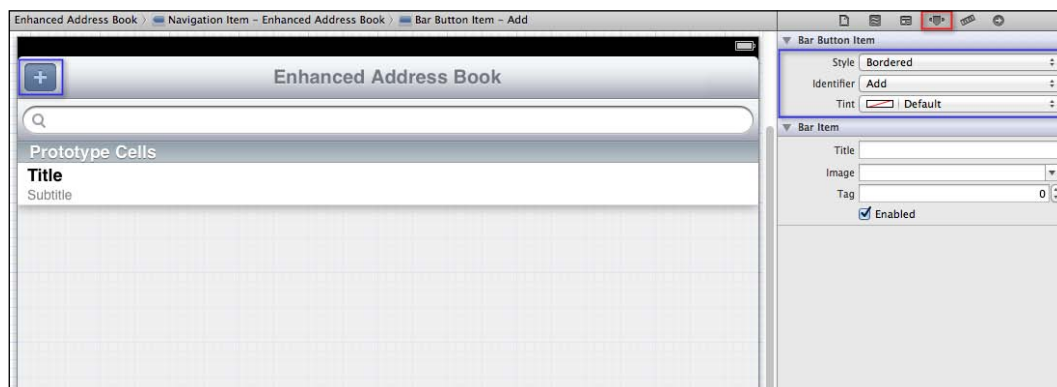 Enhanced Address Book 〉 Navigation Item – Enhanced Address Book 〉 Bar Button Item – Add
Enhanced Address Book
Prototype Cells
Title
Subtitle
Bar Button Item
Style Bordered
Identifier Add
Tint Default
Bar Item
Title
Image
Tag 0
Enabled